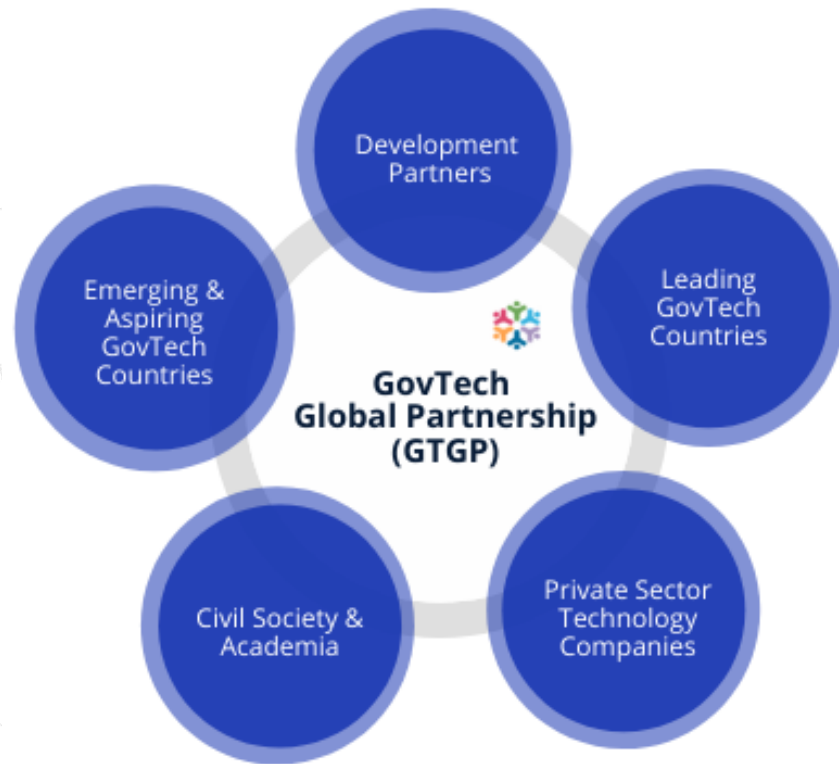 Development
Partners
Leading
GovTech
Countries
Private Sector
Technology
Companies
Civil Society &
Academia
Emerging &
Aspiring
GovTech
Countries
GovTech
Global Partnership
(GTGP)